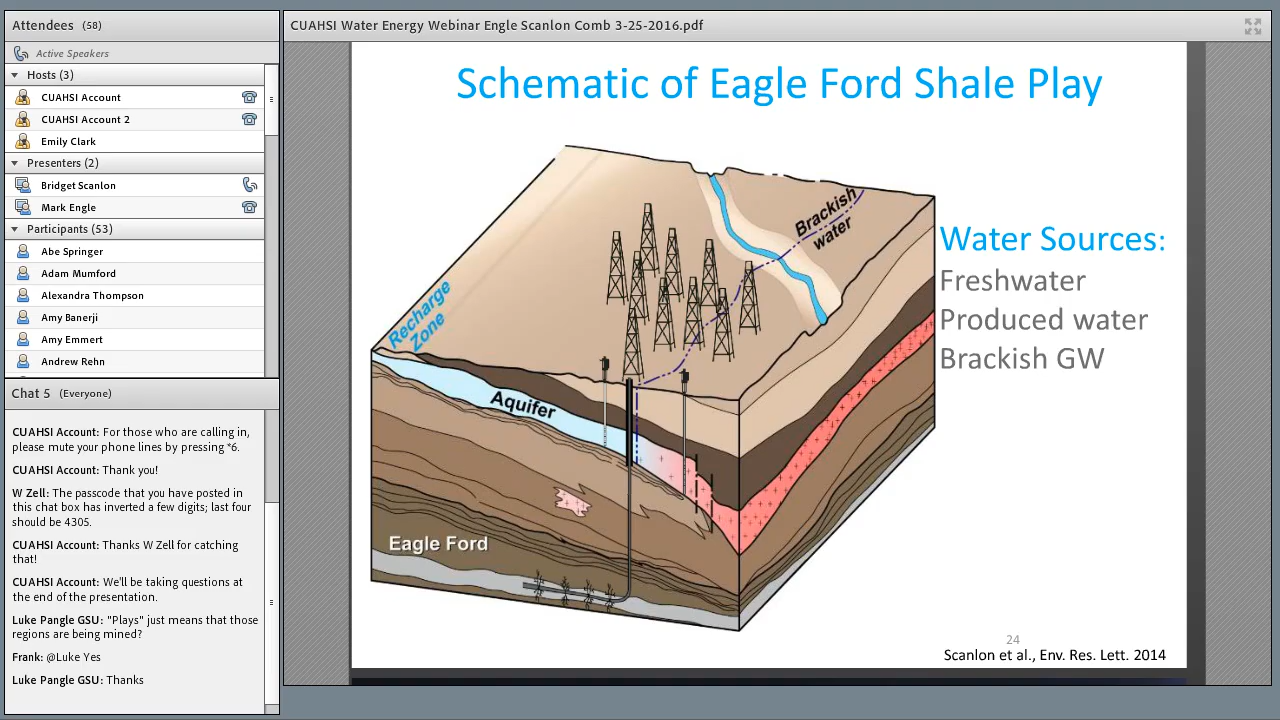 Attendees (58)
Active Speakers
Hosts (3)
CUAHSI Account
CUAHSI Account 2
Emily Clark
Presenters (2)
Bridget Scanlon
Mark Engle
Participants (53)
Abe Springer
Adam Mumford
Alexandra Thompson
Amy Banerji
Amy Emmert
Andrew Rehn
Chat 5 (Everyone)
CUAHSI Account: For those who are calling in,
please mute your phone lines by pressing *6.
CUAHSI Account: Thank you!
W Zell: The passcode that you have posted in
this chat box has inverted a few digits; last four
should be 4305.
CUAHSI Account: Thanks W Zell for catching
that!
CUAHSI Account: We'll be taking questions at
the end of the presentation.
Luke Pangle GSU: "Plays" just means that those
regions are being mined?
Frank: @Luke Yes
Luke Pangle GSU: Thanks
CUAHSI Water Energy Webinar Engle Scanlon Comb 3-25-2016.pdf
Schematic of Eagle Ford Shale Play
Brackish
water
Recharge
Zone
Aquifer
Eagle Ford
Water Sources:
Freshwater
Produced water
Brackish GW
24
Scanlon et al., Env. Res. Lett. 2014